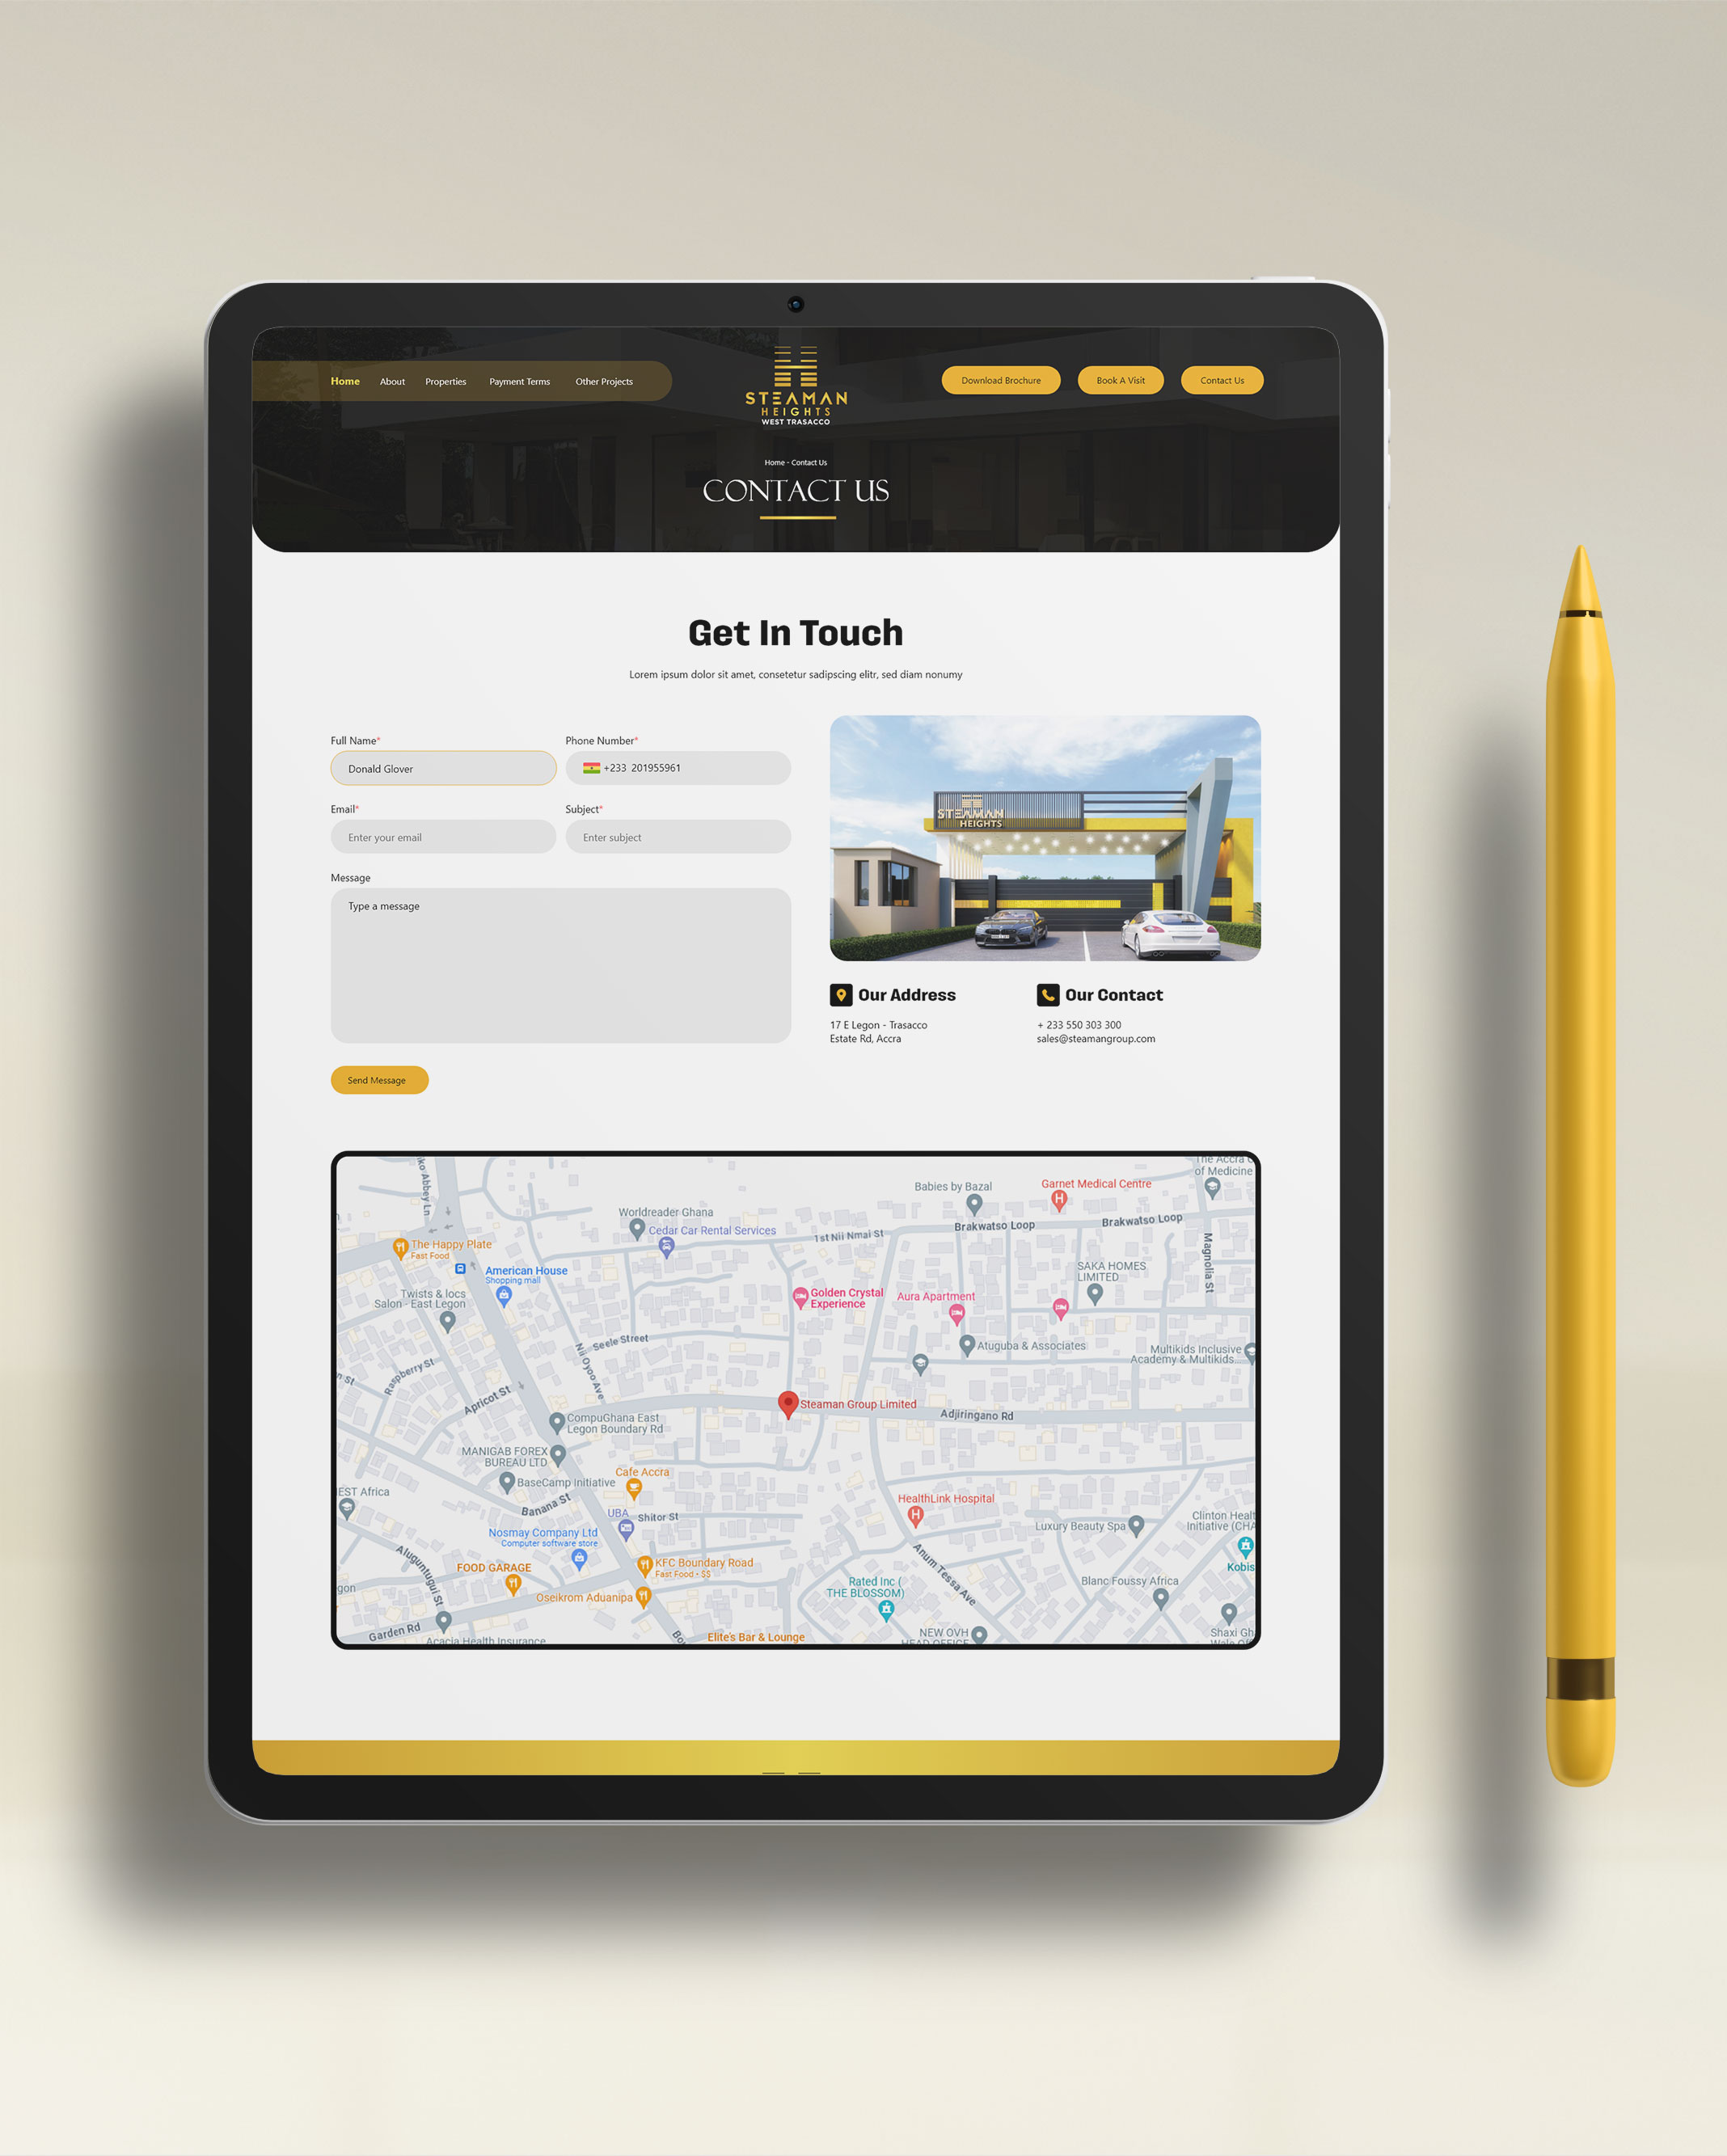 Home About Properties Payment Terms Other Projects
STEAMAN
HEIGHTS
WEST TRASACCO
Download Brochure Book A Visit Contact Us
Home - Contact Us
CONTACT US
Get In Touch
Lorem ipsum dolor sit amet, consetetur sadipscing elitr, sed diam nonumy
Full Name*
Donald Glover
Phone Number*
+233 201955961
Email*
Enter your email
Subject*
Enter subject
Message
Type a message
Send Message
STEAMAN
HEIGHTS
Our Address
17 E Legon - Trasacco
Estate Rd, Accra
Our Contact
+ 233 550 303 300
sales@steamangroup.com
Abbey Ln
The Accra
of Medicine
Babies by Bazal
Garnet Medical Centre
Worldreader Ghana
Cedar Car Rental Services
1st Nii Nmai St
Brakwatso Loop
Brakwatso Loop
Magnolia St
The Happy Plate
Fast Food
American House
Shopping mall
Twists & locs
Salon - East Legon
Golden Crystal
Experience
Aura Apartment
SAKA HOMES
LIMITED
Seele Street
Nii Oyoo Ave
Atuguba & Associates
Multikids Inclusive
Academy & Multikids...
Raspberry St
n St
Apricot St
Steaman Group Limited
Adjiringano Rd
CompuGhana East
Legon Boundary Rd
MANIGAB FOREX
BUREAU LTD
BaseCamp Initiative
Cafe Accra
EST Africa
Banana St
UBA
Shitor St
HealthLink Hospital
Luxury Beauty Spa
Clinton Healt
Initiative (CHA
Nosmay Company Ltd
Computer software store
Aluguntugui St
FOOD GARAGE
KFC Boundary Road
Fast Food • $$
Anum Tessa Ave
Kobis
gon
Oseikrom Aduanipa
Rated Inc (
THE BLOSSOM)
Blanc Foussy Africa
Garden Rd
Acacia Health Insurance
Bou
Elite's Bar & Lounge
NEW OVH
HEAD OFFICE
Shaxi Gh